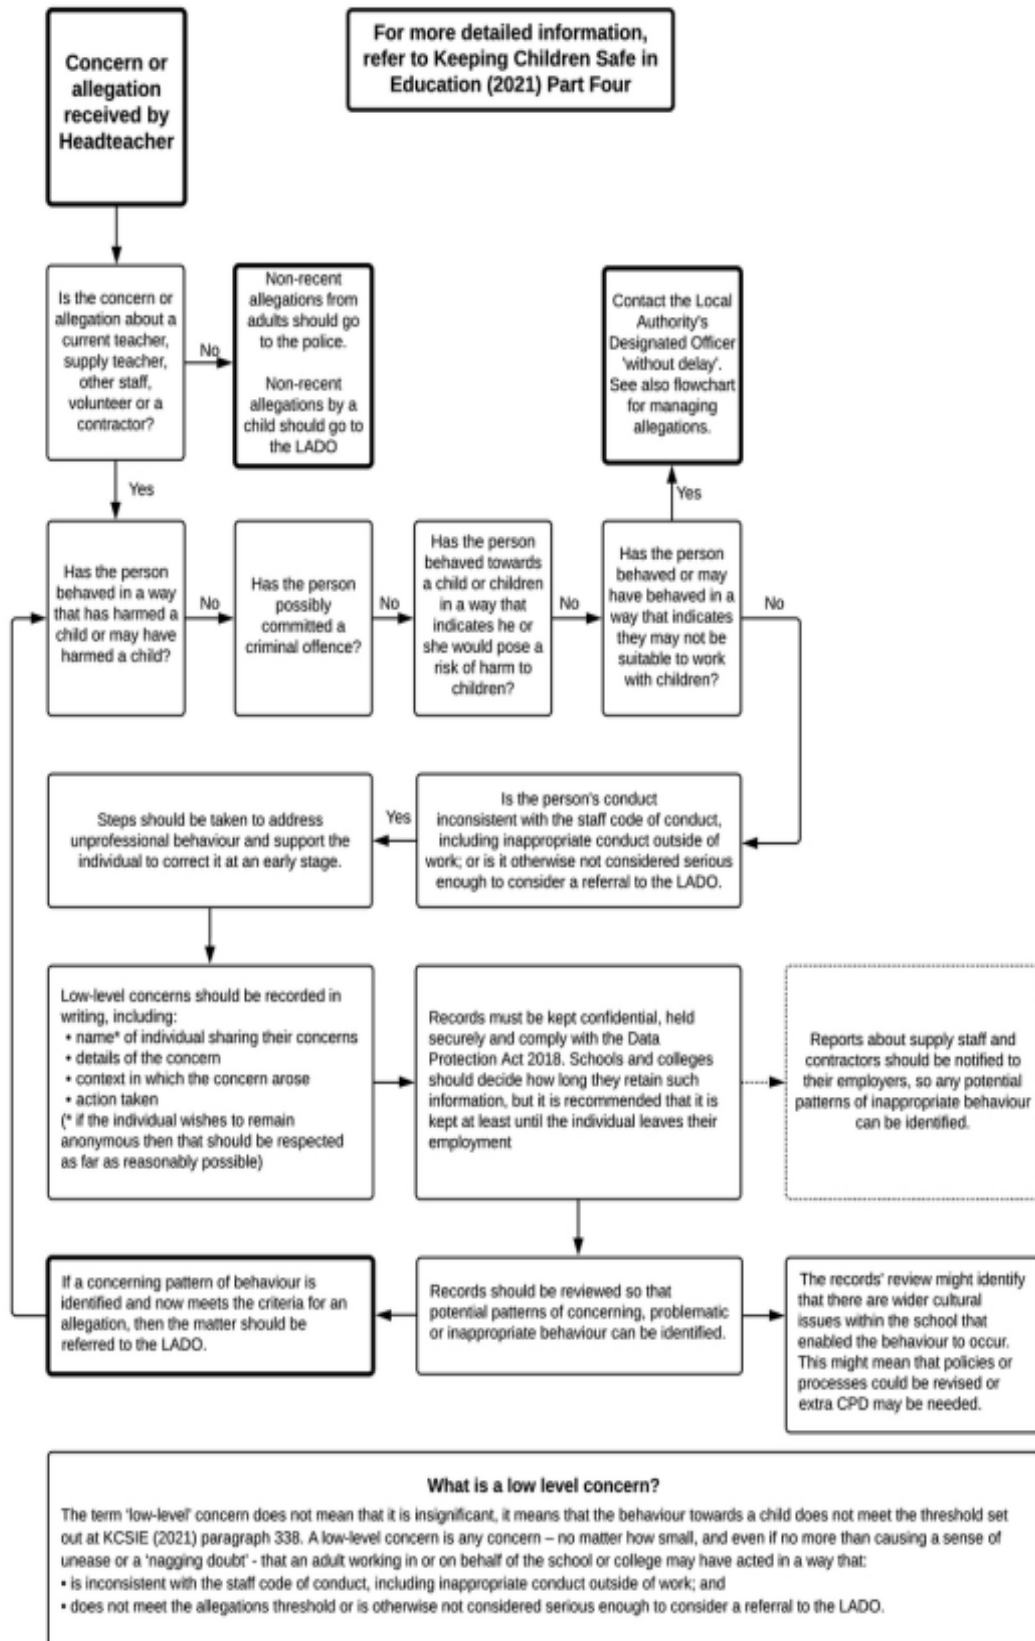 Concern or
allegation
received by
Headteacher
For more detailed information,
refer to Keeping Children Safe in
Education (2021) Part Four
Is the concern or
allegation about a
current teacher,
supply teacher,
other staff,
volunteer or a
contractor?
No
Non-recent
allegations from
adults should go
to the police.
Non-recent
allegations by a
child should go to
the LADO
Contact the Local
Authority's
Designated Officer
'without delay'.
See also flowchart
for managing
allegations.
Yes
Yes
Has the person
behaved in a way
that has harmed a
child or may have
harmed a child?
No
Has the person
possibly
committed a
criminal offence?
No
Has the person
behaved towards
a child or children
in a way that
indicates he or
she would pose a
risk of harm to
children?
No
Has the person
behaved or may
have behaved in a
way that indicates
they may not be
suitable to work
with children?
No
Is the person's conduct
inconsistent with the staff code of conduct,
including inappropriate conduct outside of
work; or is it otherwise not considered serious
enough to consider a referral to the LADO.
Yes
Steps should be taken to address
unprofessional behaviour and support the
individual to correct it at an early stage.
Low-level concerns should be recorded in
writing, including:
• name* of individual sharing their concerns
• details of the concern
• context in which the concern arose
• action taken
(* if the individual wishes to remain
anonymous then that should be respected
as far as reasonably possible)
Records must be kept confidential, held
securely and comply with the Data
Protection Act 2018. Schools and colleges
should decide how long they retain such
information, but it is recommended that it is
kept at least until the individual leaves their
employment
Reports about supply staff and
contractors should be notified to
their employers, so any potential
patterns of inappropriate behaviour
can be identified.
If a concerning pattern of behaviour is
identified and now meets the criteria for an
allegation, then the matter should be
referred to the LADO.
Records should be reviewed so that
potential patterns of concerning, problematic
or inappropriate behaviour can be identified.
The records' review might identify
that there are wider cultural
issues within the school that
enabled the behaviour to occur.
This might mean that policies or
processes could be revised or
extra CPD may be needed.
What is a low level concern?
The term 'low-level' concern does not mean that it is insignificant, it means that the behaviour towards a child does not meet the threshold set
out at KCSIE (2021) paragraph 338. A low-level concern is any concern – no matter how small, and even if no more than causing a sense of
unease or a 'nagging doubt' - that an adult working in or on behalf of the school or college may have acted in a way that:
• is inconsistent with the staff code of conduct, including inappropriate conduct outside of work; and
• does not meet the allegations threshold or is otherwise not considered serious enough to consider a referral to the LADO.